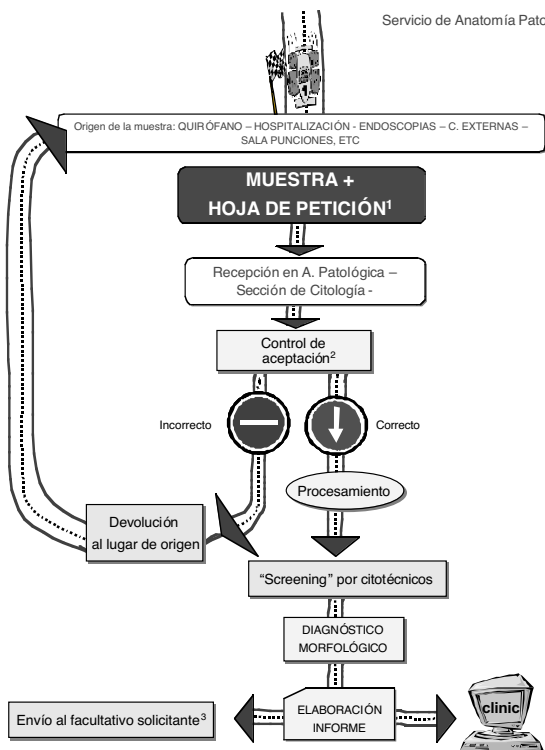 Servicio de Anatomía Pato
Origen de la muestra: QUIRÓFANO – HOSPITALIZACIÓN - ENDOSCOPIAS – C. EXTERNAS –
SALA PUNCIONES, ETC
MUESTRA +
HOJA DE PETICIÓN¹
Recepción en A. Patológica –
Sección de Citología -
Control de
aceptación²
Incorrecto
Correcto
Procesamiento
Devolución
al lugar de origen
“Screening” por citotécnicos
DIAGNÓSTICO
MORFOLÓGICO
ELABORACIÓN
INFORME
Envío al facultativo solicitante³
clinic